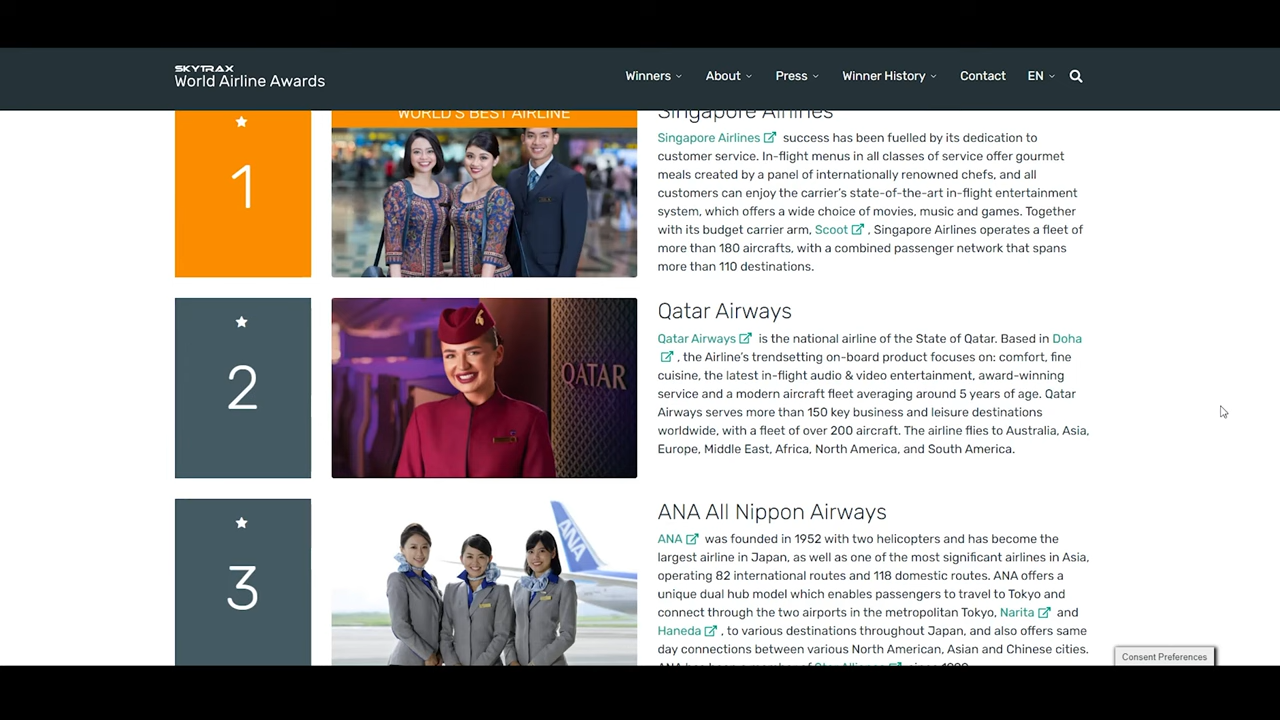 SKYTRAX
World Airline Awards
Winners
About
Press
Winner History
Contact
EN
1
WORLD'S BEST AIRLINE
Singapore Airlines
Singapore Airlines success has been fuelled by its dedication to
customer service. In-flight menus in all classes of service offer gourmet
meals created by a panel of internationally renowned chefs, and all
customers can enjoy the carrier's state-of-the-art in-flight entertainment
system, which offers a wide choice of movies, music and games. Together
with its budget carrier arm, Scoot , Singapore Airlines operates a fleet of
more than 180 aircrafts, with a combined passenger network that spans
more than 110 destinations.
2
QATAR
Qatar Airways
Qatar Airways is the national airline of the State of Qatar. Based in Doha
, the Airline's trendsetting on-board product focuses on: comfort, fine
cuisine, the latest in-flight audio & video entertainment, award-winning
service and a modern aircraft fleet averaging around 5 years of age. Qatar
Airways serves more than 150 key business and leisure destinations
worldwide, with a fleet of over 200 aircraft. The airline flies to Australia, Asia,
Europe, Middle East, Africa, North America, and South America.
3
ANA
ANA All Nippon Airways
ANA was founded in 1952 with two helicopters and has become the
largest airline in Japan, as well as one of the most significant airlines in Asia,
operating 82 international routes and 118 domestic routes. ANA offers a
unique dual hub model which enables passengers to travel to Tokyo and
connect through the two airports in the metropolitan Tokyo, Narita and
Haneda , to various destinations throughout Japan, and also offers same
day connections between various North American, Asian and Chinese cities.
ANA has been a member of Star Alliance since 1999
Consent Preferences